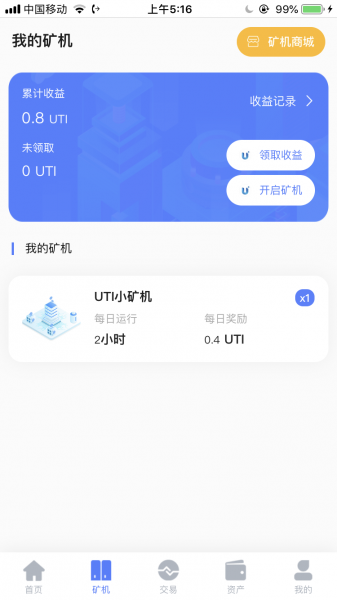 中国移动 上午5:16 99%
我的矿机 矿机商城
累计收益
0.8 UTI 收益记录
未领取
0 UTI 领取收益
开启矿机
我的矿机
UTI小矿机 x1
每日运行 每日奖励
2小时 0.4 UTI
首页 矿机 交易 资产 我的